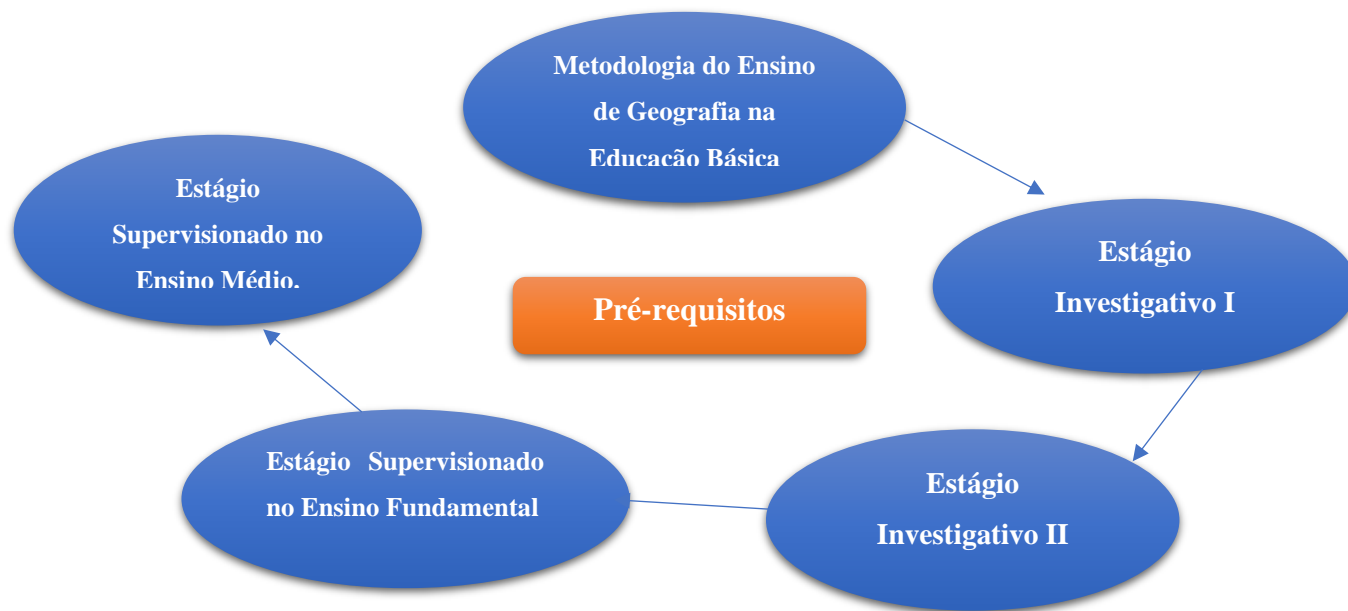 Metodologia do Ensino
de Geografia na
Educação Básica
Estágio
Supervisionado no
Ensino Médio.
Estágio
Investigativo I
Pré-requisitos
Estágio Supervisionado
no Ensino Fundamental
Estágio
Investigativo II